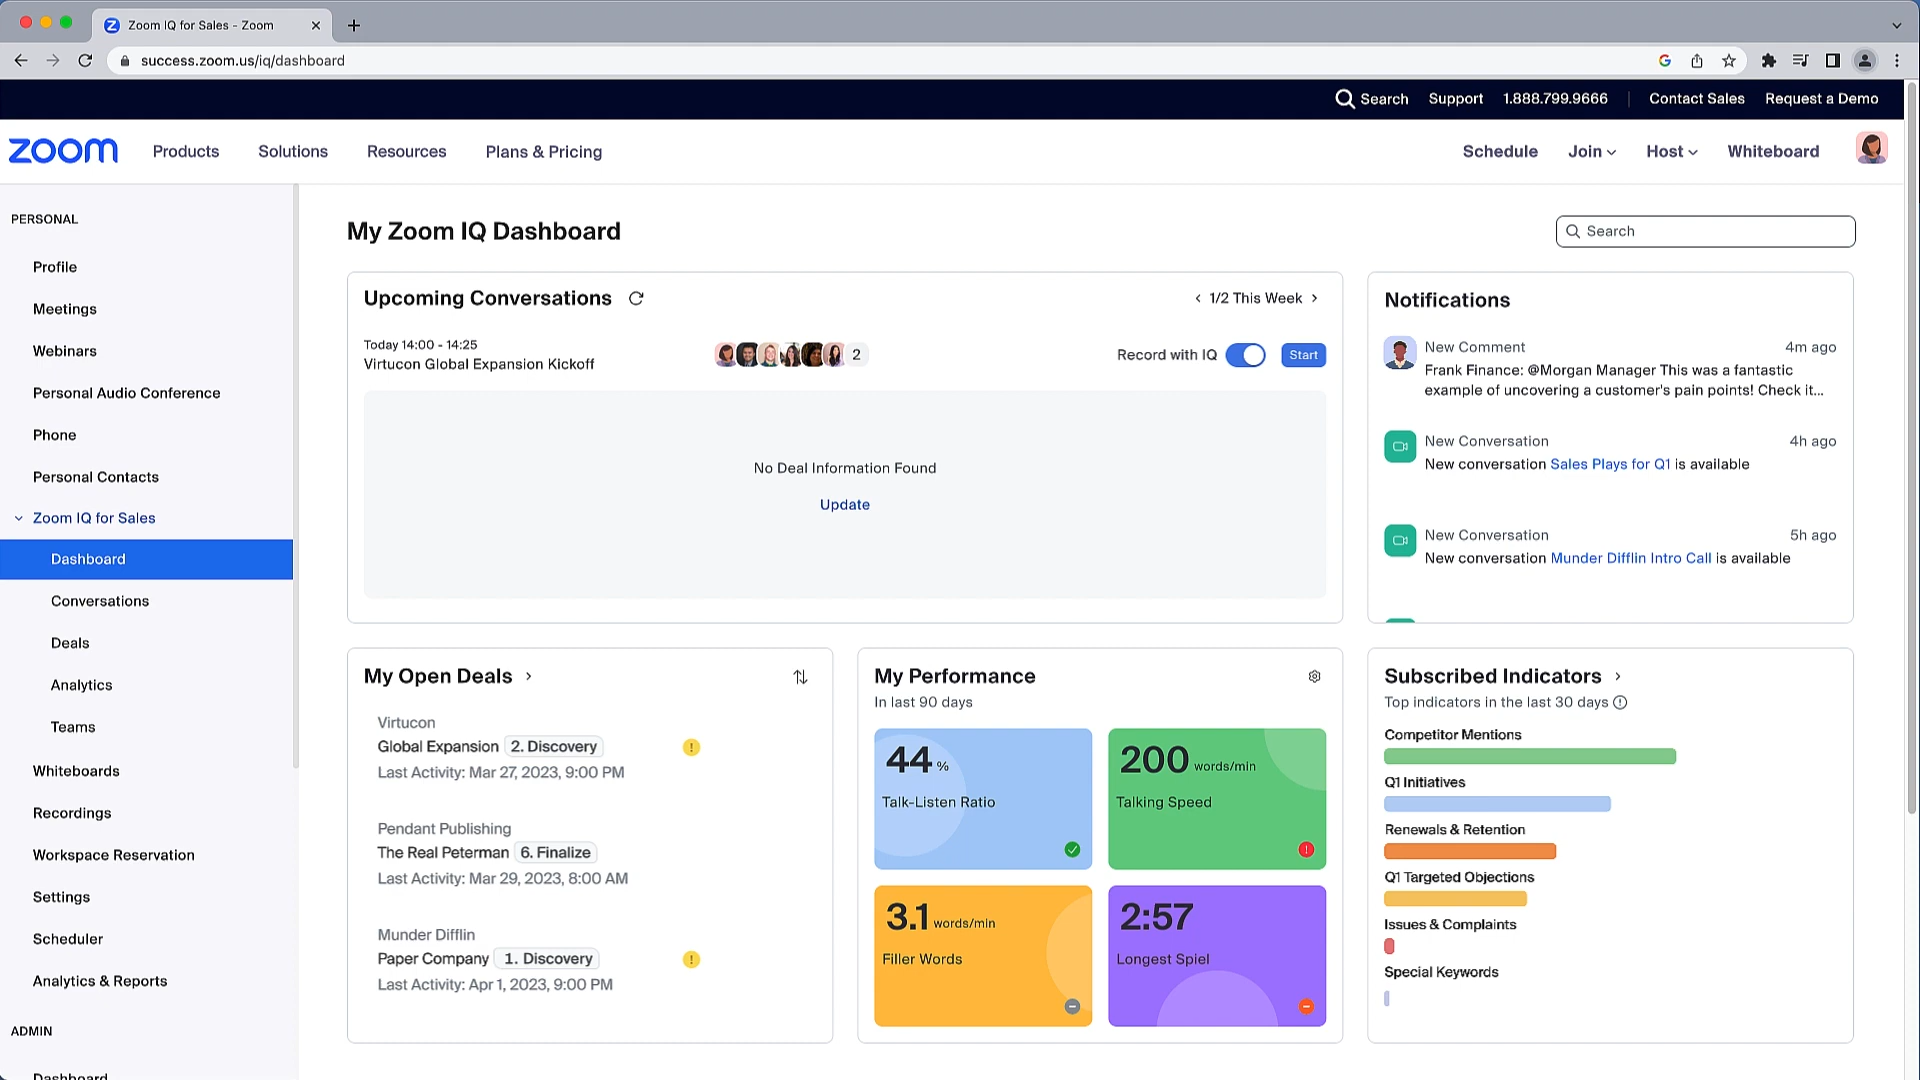 Zoom IQ for Sales - Zoom
success.zoom.us/iq/dashboard
Search Support 1.888.799.9666 Contact Sales Request a Demo
zoom Products Solutions Resources Plans & Pricing Schedule Join Host Whiteboard
PERSONAL
Profile
Meetings
Webinars
Personal Audio Conference
Phone
Personal Contacts
Zoom IQ for Sales
Dashboard
Conversations
Deals
Analytics
Teams
Whiteboards
Recordings
Workspace Reservation
Settings
Scheduler
Analytics & Reports
ADMIN
Dashboard
My Zoom IQ Dashboard
Search
Upcoming Conversations
1/2 This Week
Today 14:00 - 14:25
Virtucon Global Expansion Kickoff
2
Record with IQ
Start
No Deal Information Found
Update
Notifications
New Comment 4m ago
Frank Finance: @Morgan Manager This was a fantastic
example of uncovering a customer's pain points! Check it...
New Conversation 4h ago
New conversation Sales Plays for Q1 is available
New Conversation 5h ago
New conversation Munder Difflin Intro Call is available
My Open Deals
Virtucon
Global Expansion 2. Discovery
Last Activity: Mar 27, 2023, 9:00 PM
Pendant Publishing
The Real Peterman 6. Finalize
Last Activity: Mar 29, 2023, 8:00 AM
Munder Difflin
Paper Company 1. Discovery
Last Activity: Apr 1, 2023, 9:00 PM
My Performance
In last 90 days
44 %
Talk-Listen Ratio
200 words/min
Talking Speed
3.1 words/min
Filler Words
2:57
Longest Spiel
Subscribed Indicators
Top indicators in the last 30 days
Competitor Mentions
Q1 Initiatives
Renewals & Retention
Q1 Targeted Objections
Issues & Complaints
Special Keywords